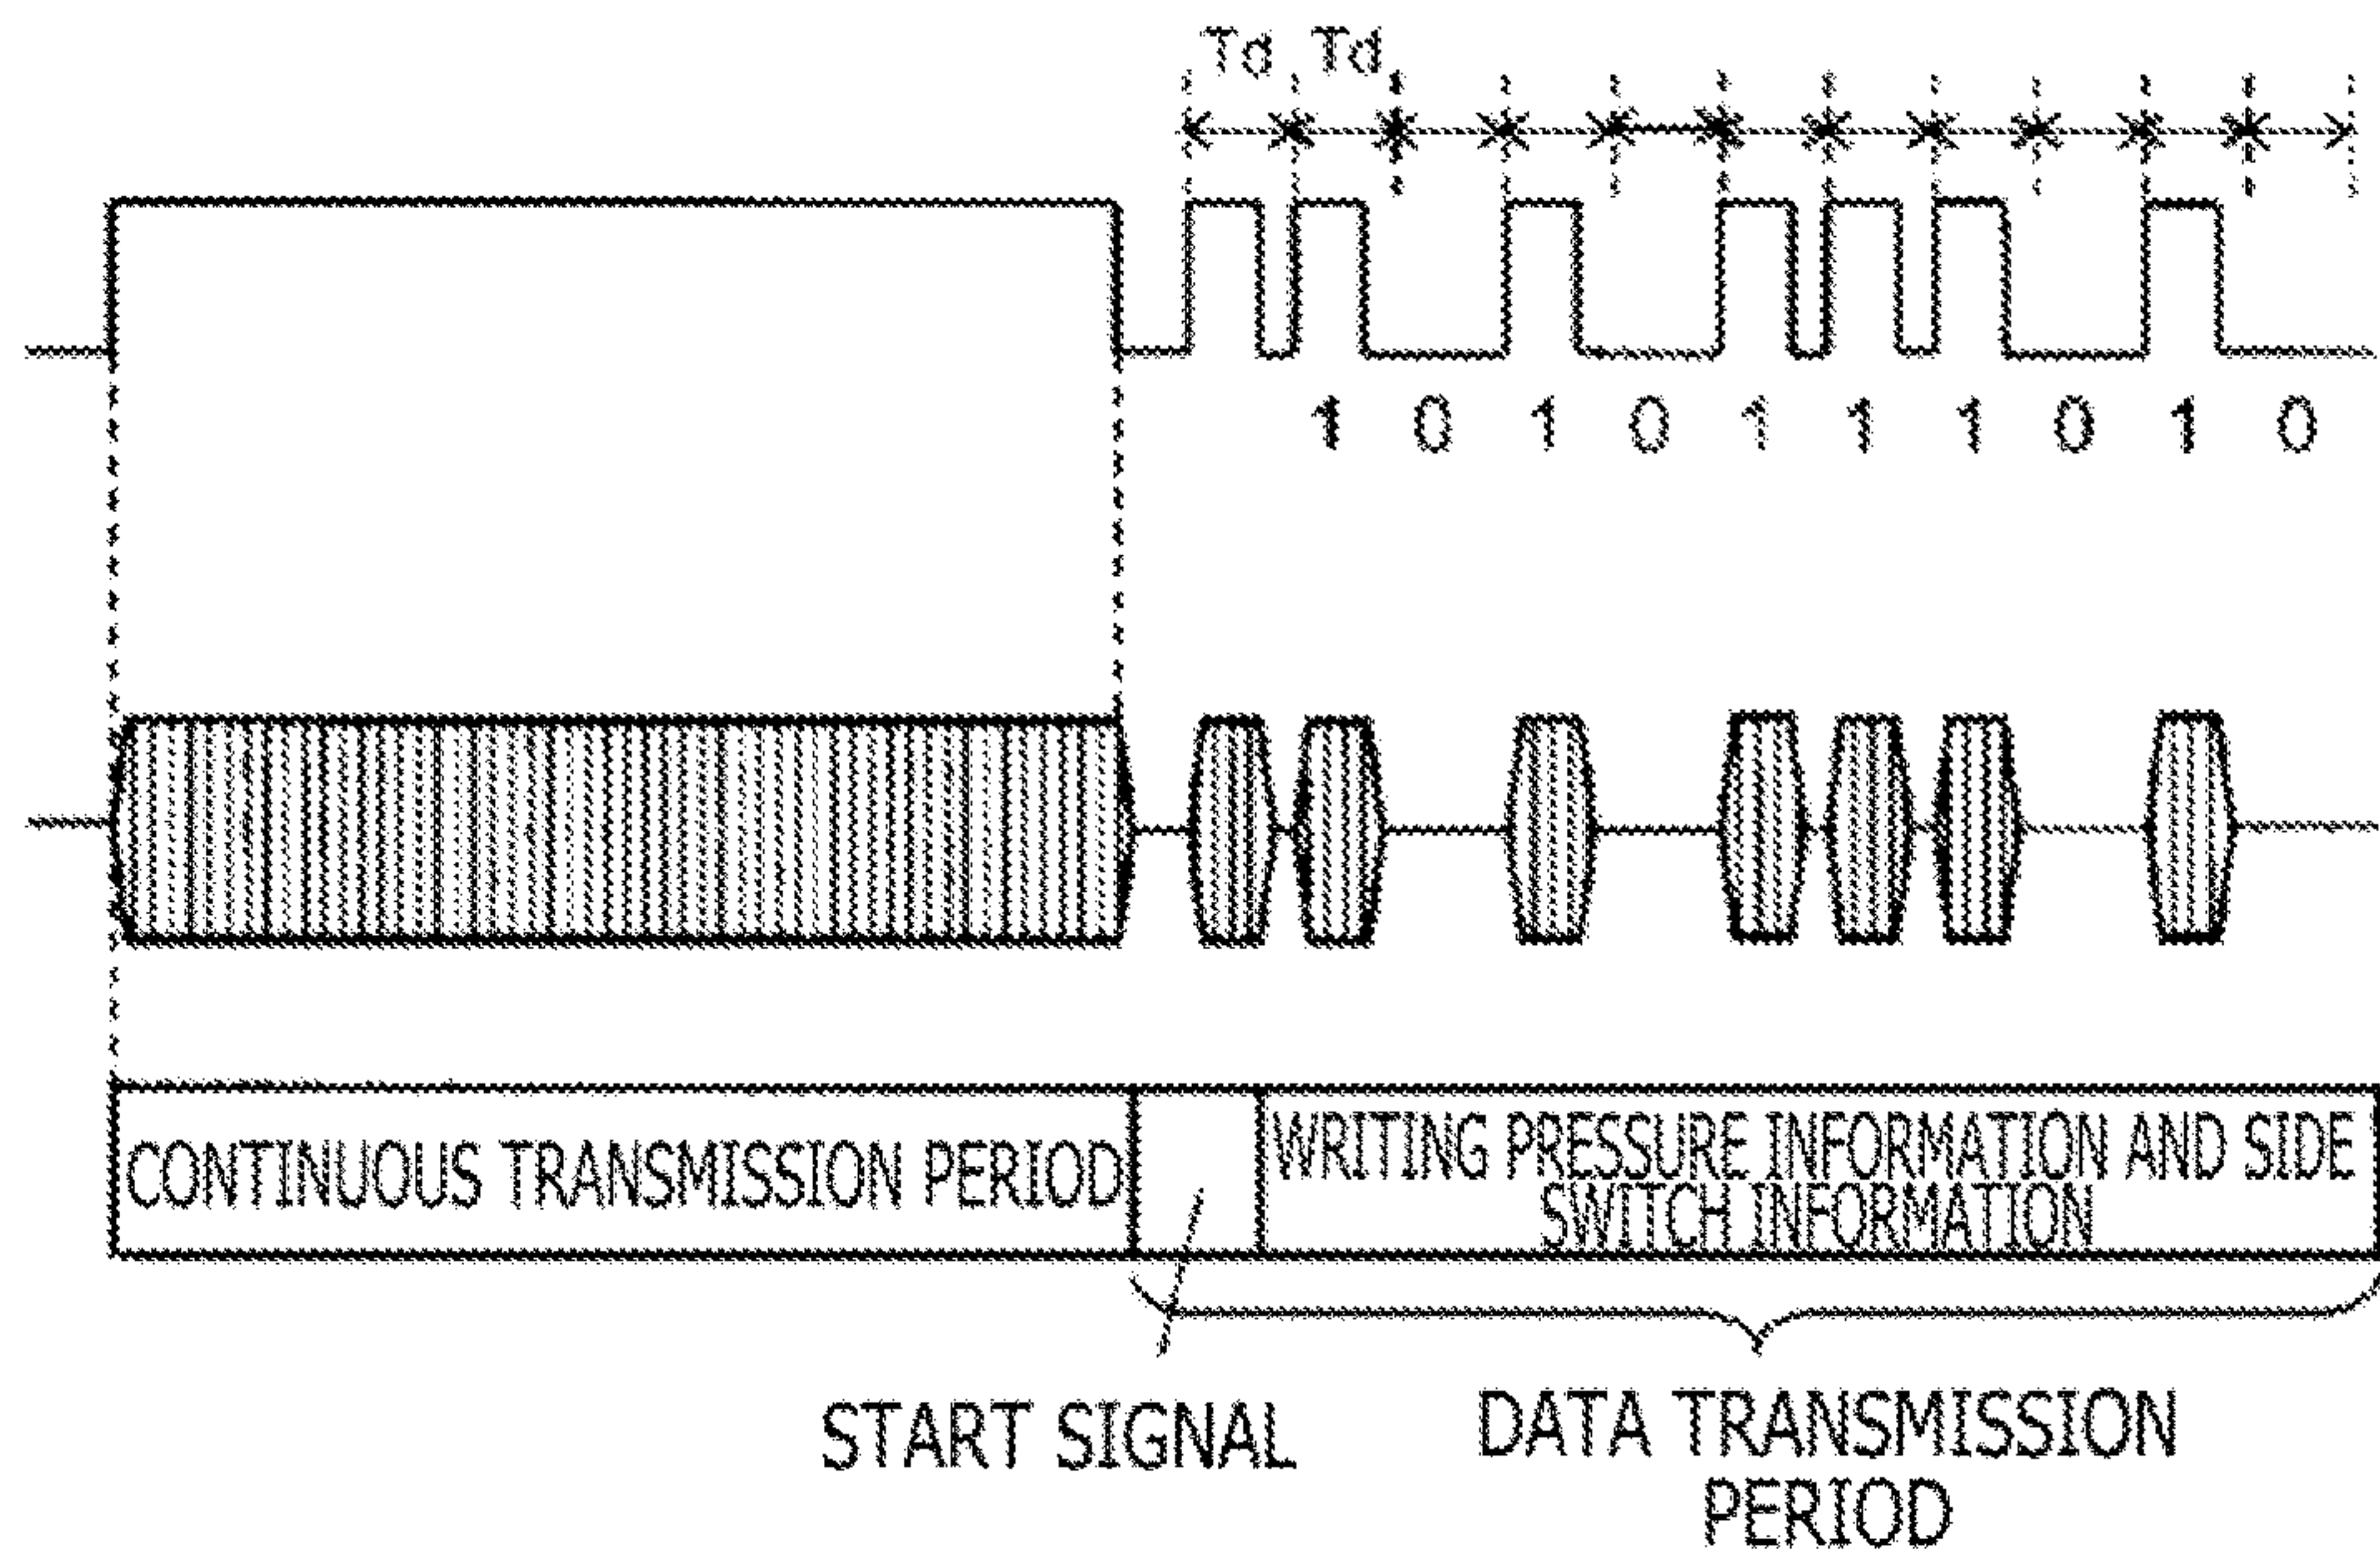 Td Td
1 0 1 0 1 1 1 0 1 0
CONTINUOUS TRANSMISSION PERIOD
WRITING PRESSURE INFORMATION AND SIDE
SWITCH INFORMATION
START SIGNAL
DATA TRANSMISSION
PERIOD